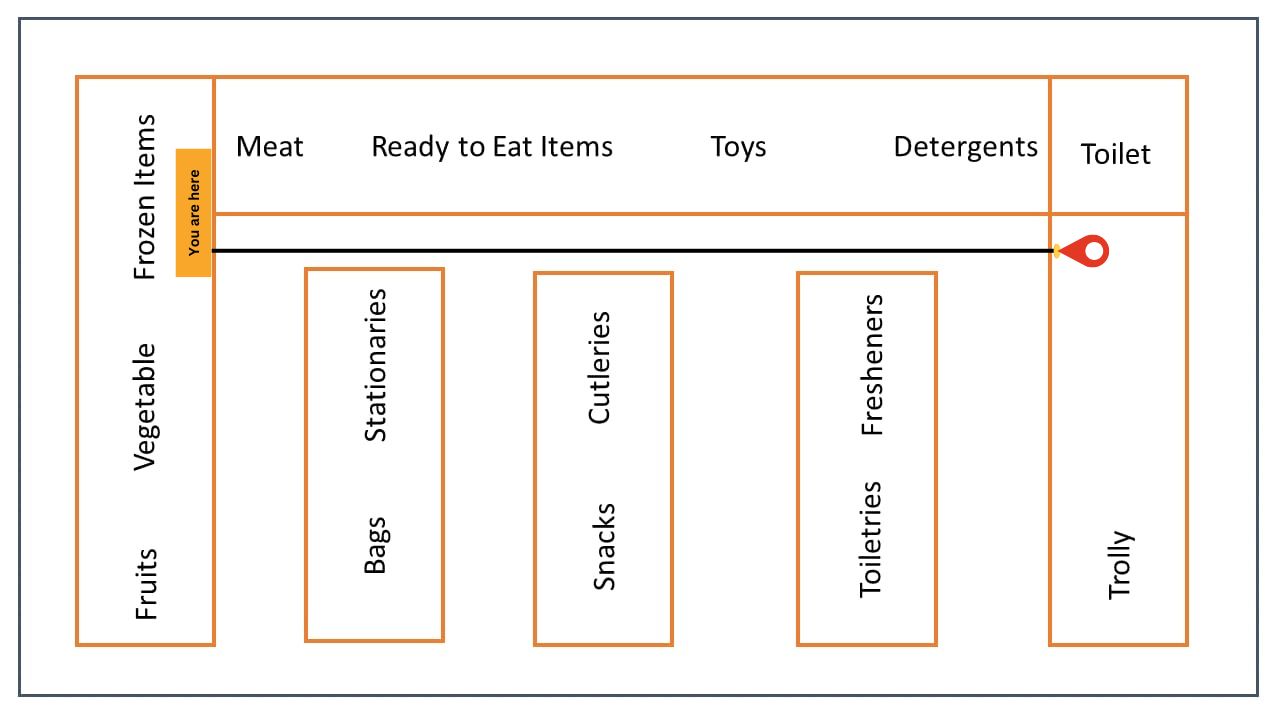 Frozen Items
You are here
Meat
Ready to Eat Items
Toys
Detergents
Toilet
Vegetable
Stationaries
Cutleries
Fresheners
Fruits
Bags
Snacks
Toiletries
Trolly